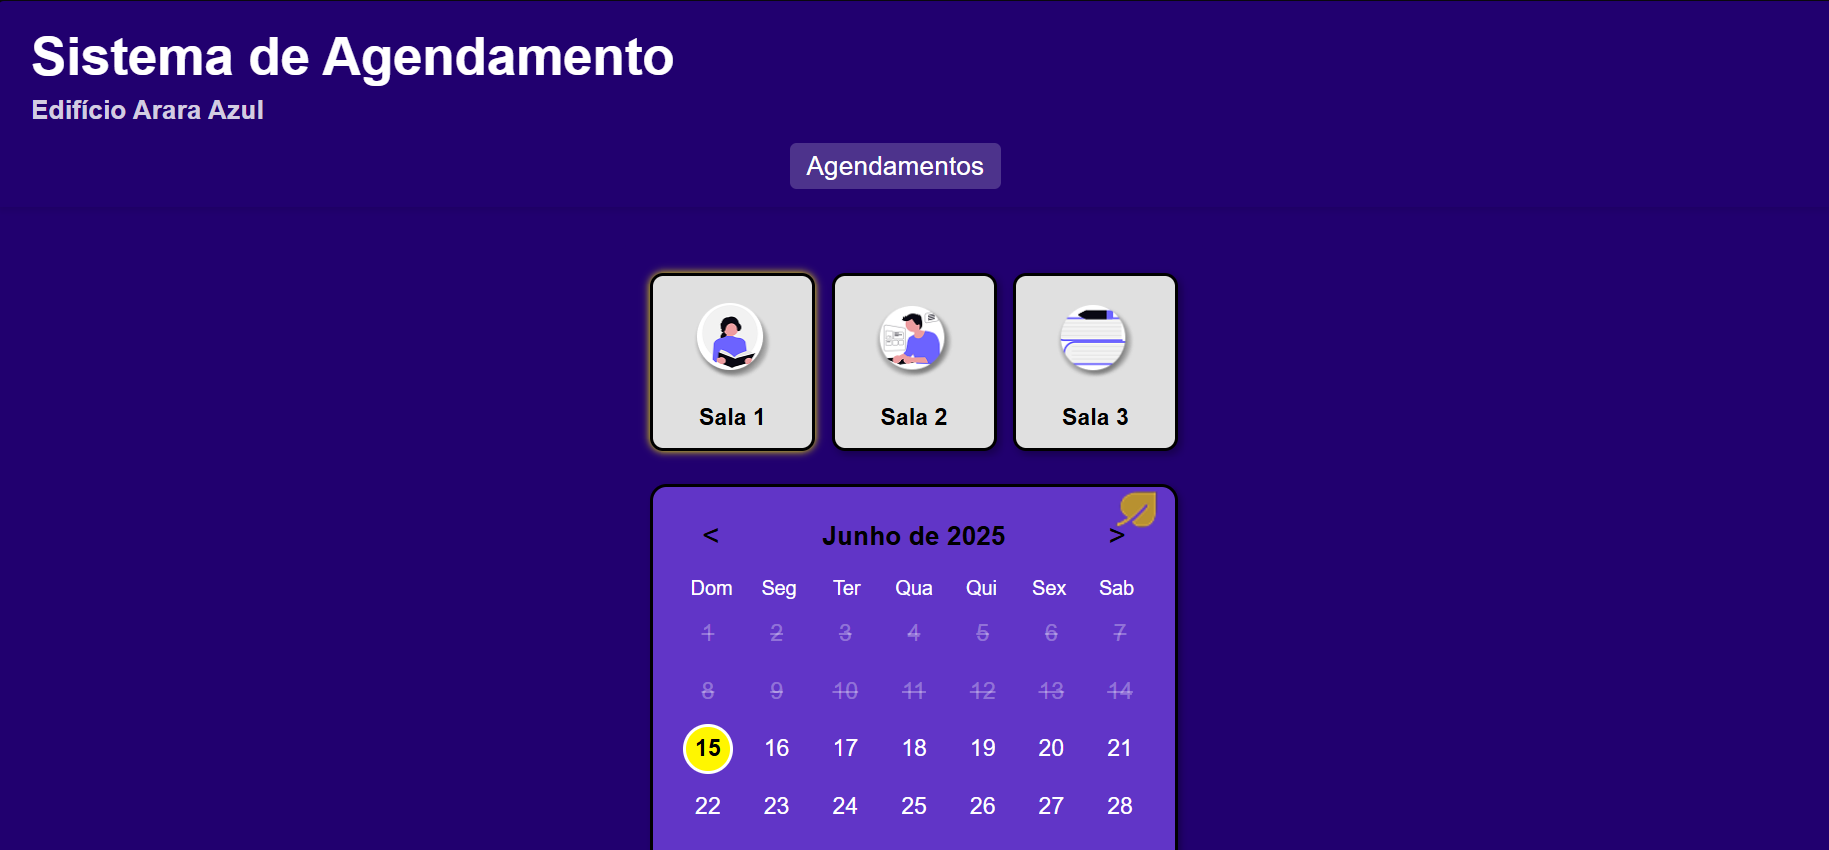 Sistema de Agendamento
Edifício Arara Azul
Agendamentos
Sala 1 Sala 2 Sala 3
< Junho de 2025 >
Dom Seg Ter Qua Qui Sex Sab
1 2 3 4 5 6 7
8 9 10 11 12 13 14
15 16 17 18 19 20 21
22 23 24 25 26 27 28